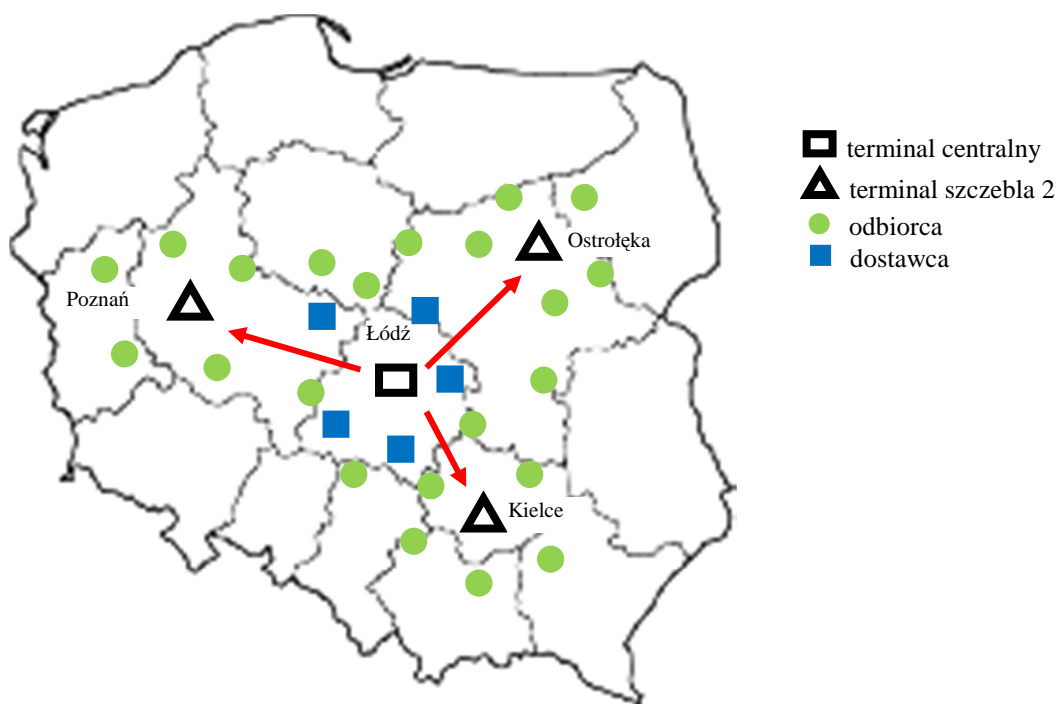 terminal centralny
terminal szczebla 2
odbiorca
dostawca
Ostrołęka
Poznań
Łódź
Kielce